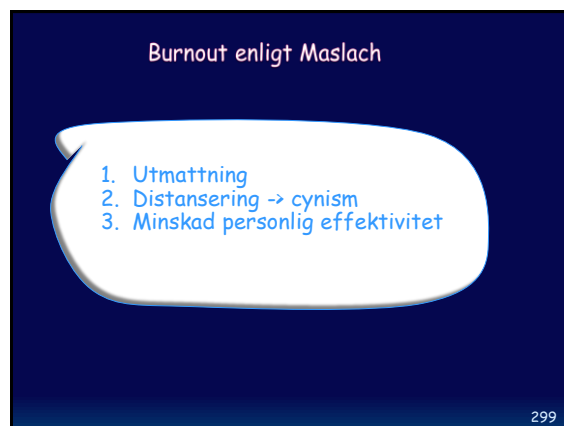 Burnout enligt Maslach
1. Utmattning
2. Distansering -> cynism
3. Minskad personlig effektivitet
299